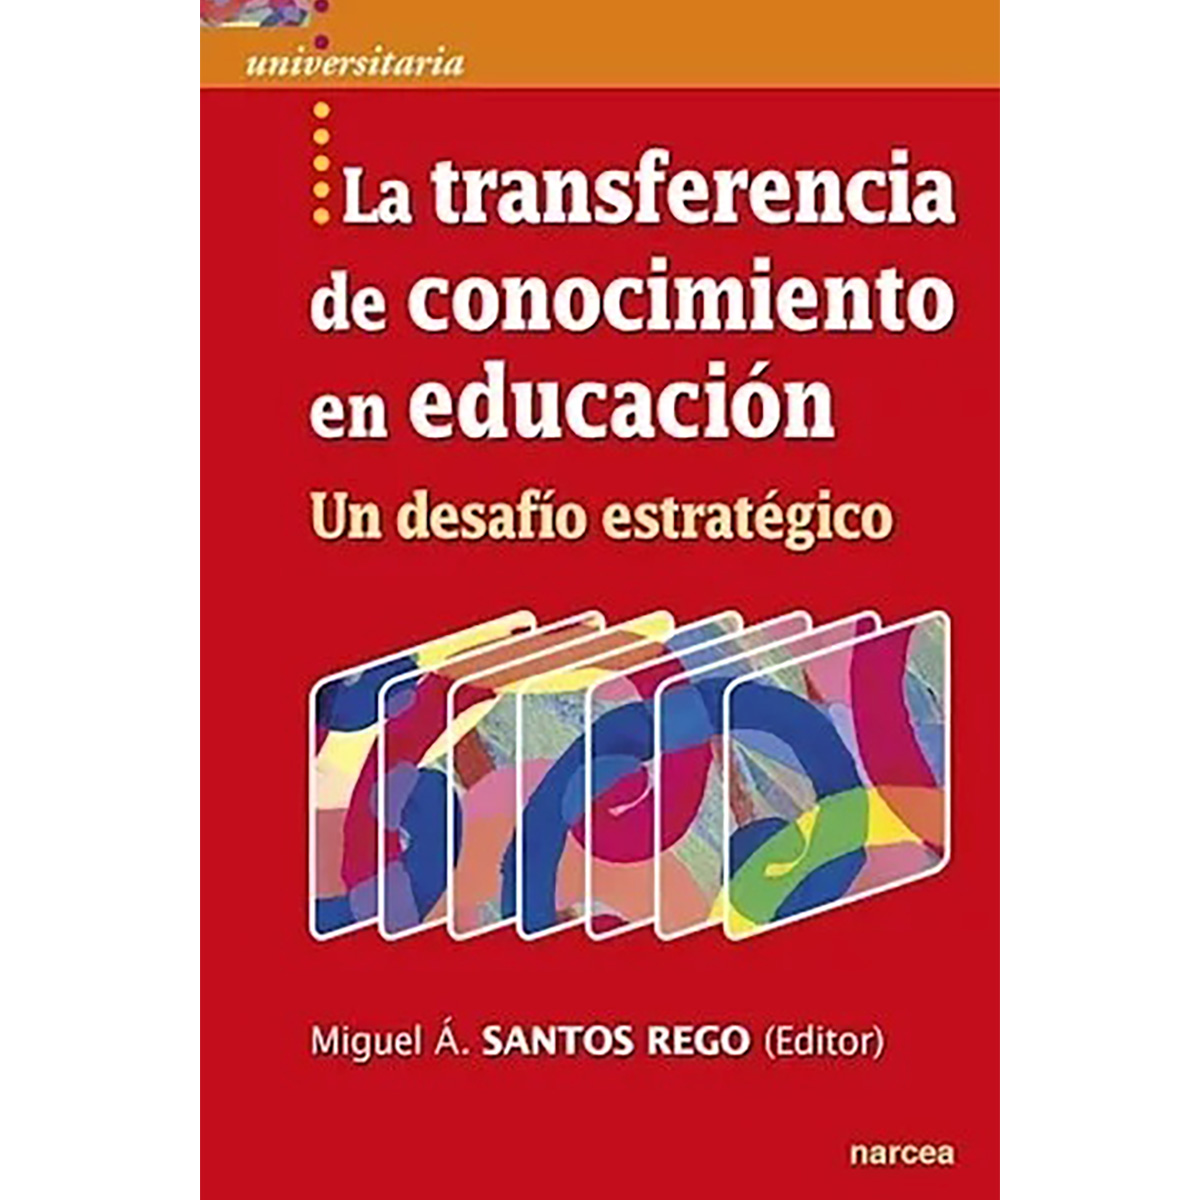 universitaria
La transferencia
de conocimiento
en educación
Un desafío estratégico
Miguel Á. SANTOS REGO (Editor)
narcea